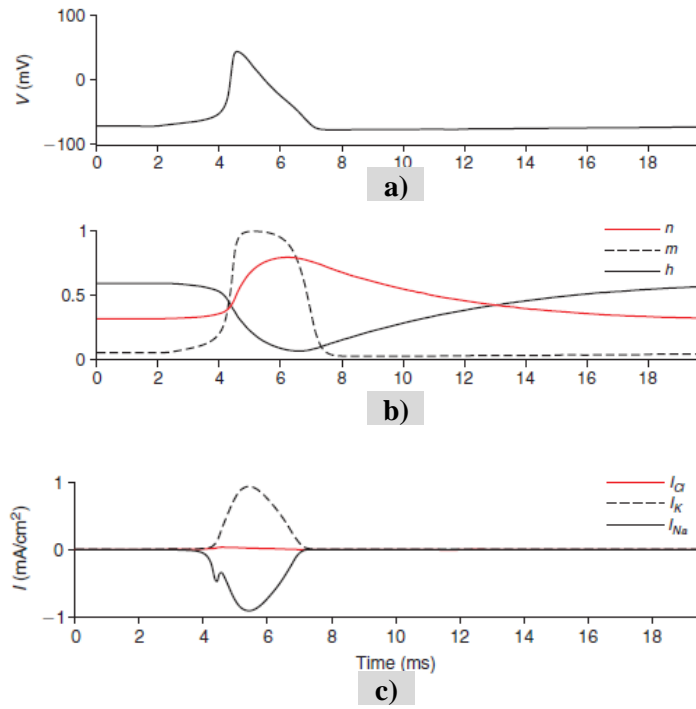 100
0
−100
V (mV)
0 2 4 6 8 10 12 14 16 18
a)
1
0.5
0
n
m
h
0 2 4 6 8 10 12 14 16 18
b)
1
0
−1
I (mA/cm2)
I_Cl
I_K
I_Na
0 2 4 6 8 10 12 14 16 18
Time (ms)
c)